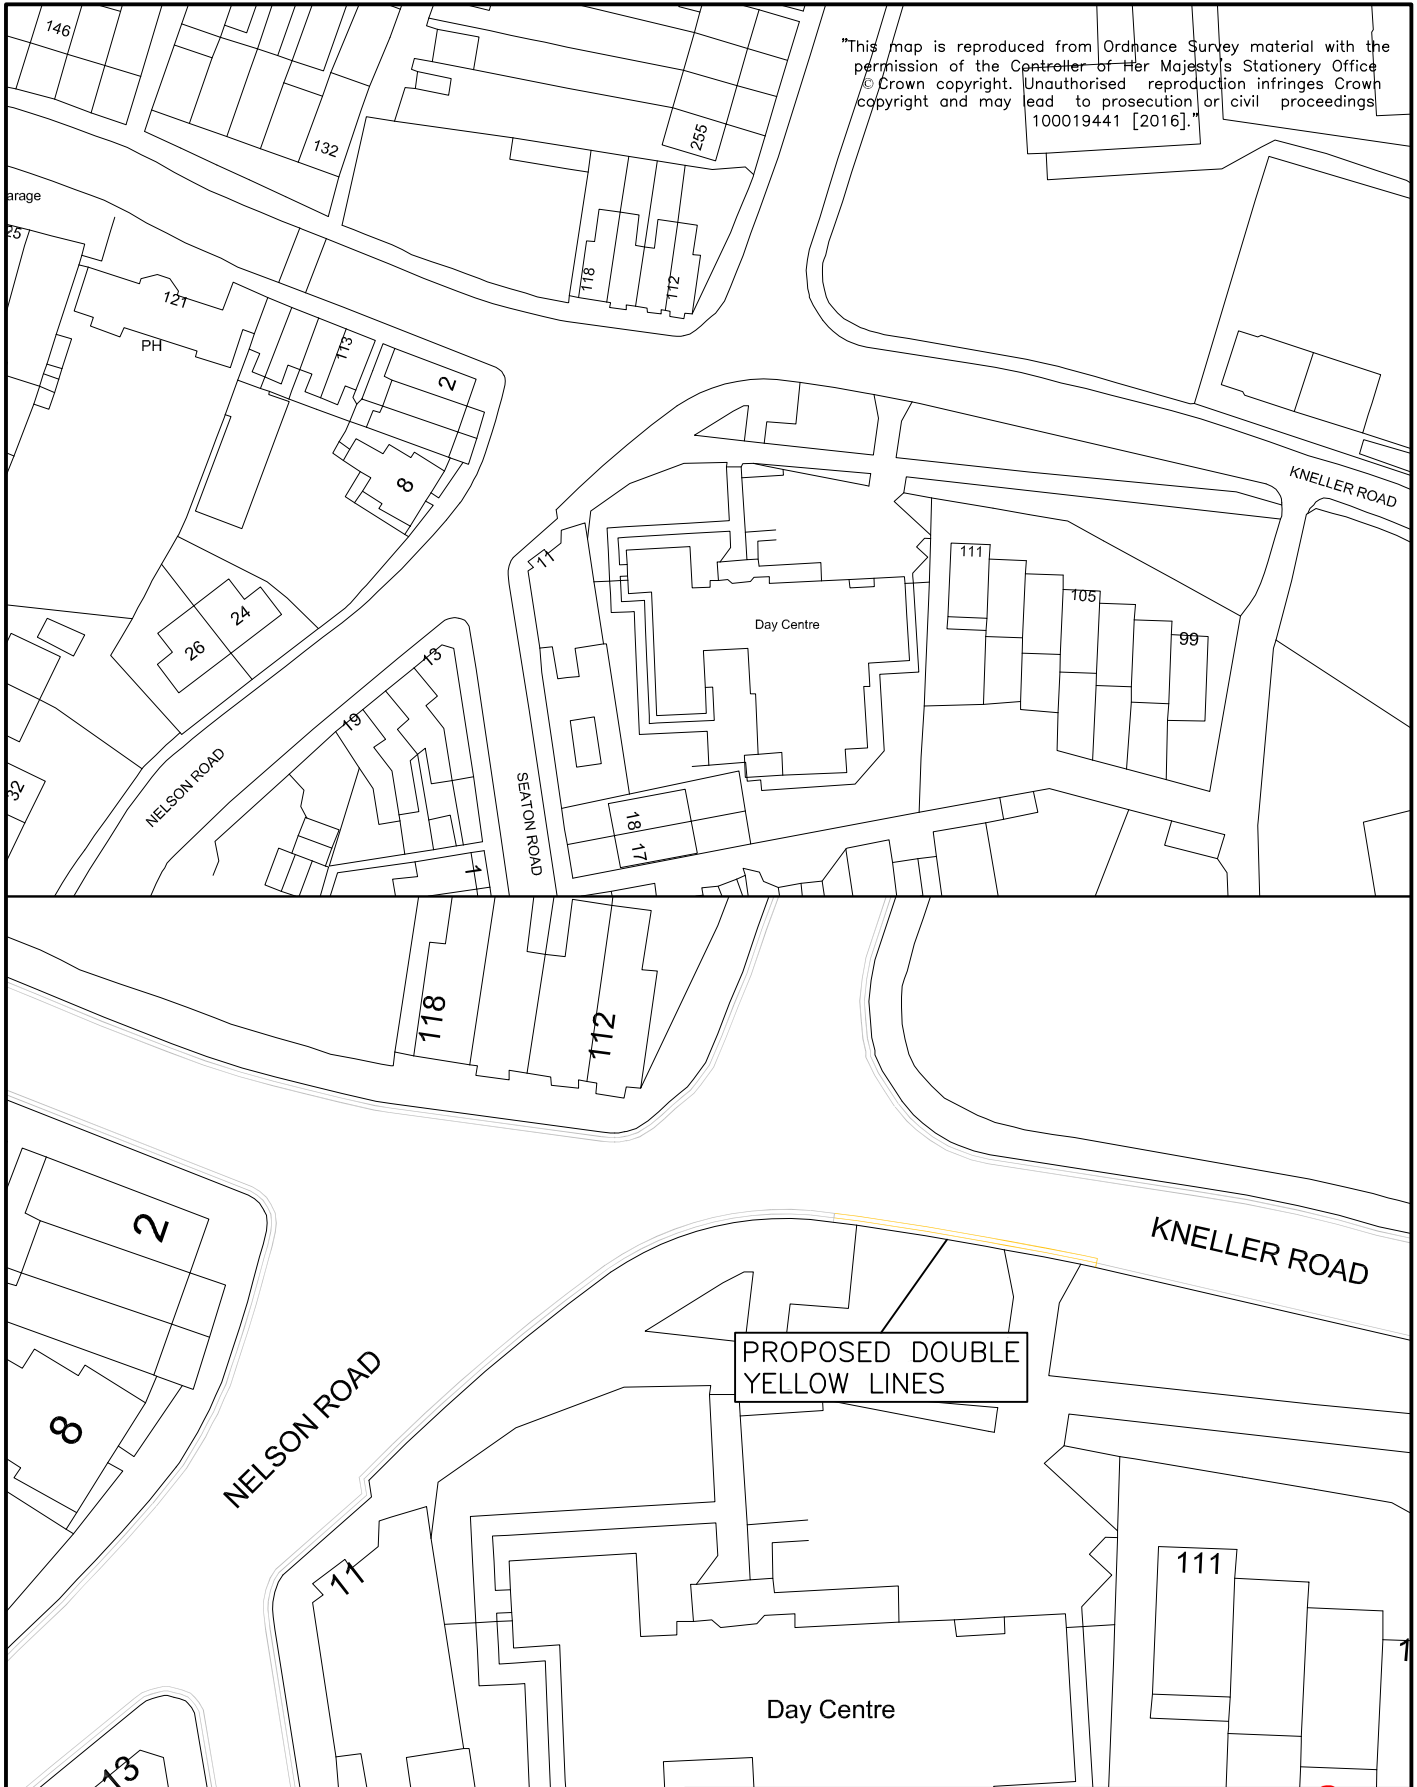 146
"This map is reproduced from Ordnance Survey material with the
permission of the Controller of Her Majesty's Stationery Office
© Crown copyright. Unauthorised reproduction infringes Crown
copyright and may lead to prosecution or civil proceedings
100019441 [2016]."
132
255
arage
25
118
112
121
PH
113
2
8
KNELLER ROAD
11
111
105
99
Day Centre
24
26
13
19
NELSON ROAD
SEATON ROAD
32
18
17
1
118
112
2
KNELLER ROAD
PROPOSED DOUBLE
YELLOW LINES
NELSON ROAD
8
11
111
1
Day Centre
13